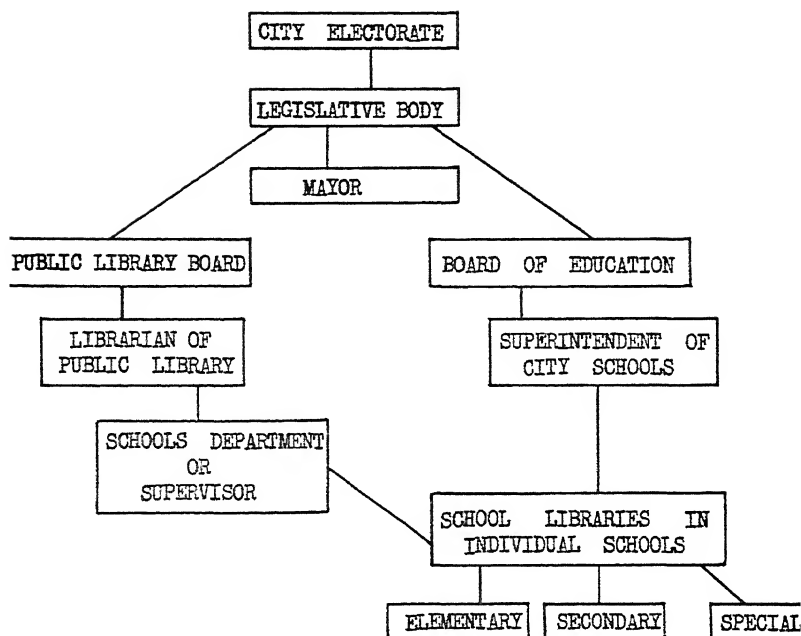 CITY ELECTORATE
LEGISLATIVE BODY
MAYOR
PUBLIC LIBRARY BOARD
BOARD OF EDUCATION
LIBRARIAN OF
PUBLIC LIBRARY
SUPERINTENDENT OF
CITY SCHOOLS
SCHOOLS DEPARTMENT
OR
SUPERVISOR
SCHOOL LIBRARIES IN
INDIVIDUAL SCHOOLS
ELEMENTARY
SECONDARY
SPECIAL